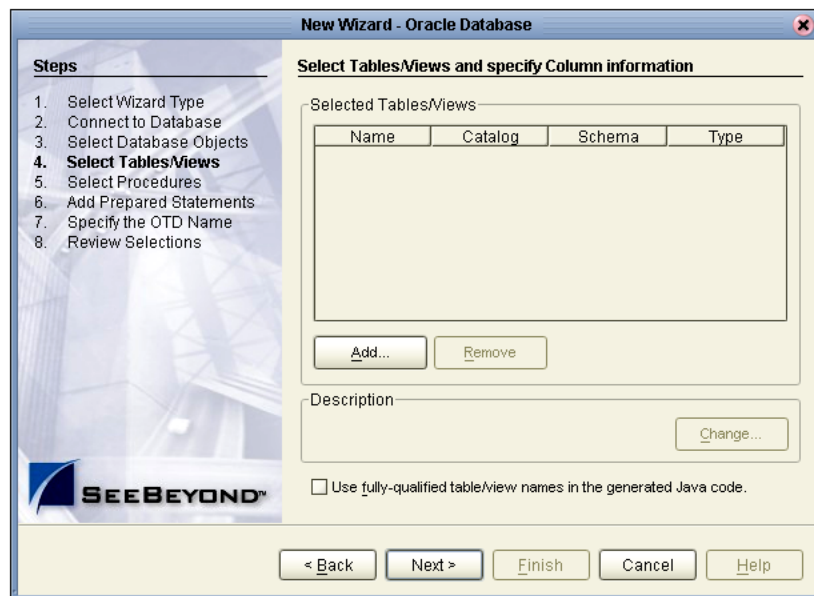 New Wizard - Oracle Database
Steps
1. Select Wizard Type
2. Connect to Database
3. Select Database Objects
4. Select Tables/Views
5. Select Procedures
6. Add Prepared Statements
7. Specify the OTD Name
8. Review Selections
SEEBEYOND™
Select Tables/Views and specify Column information
Selected Tables/Views
Name Catalog Schema Type
Add... Remove
Description
Change...
Use fully-qualified table/view names in the generated Java code.
< Back Next > Finish Cancel Help